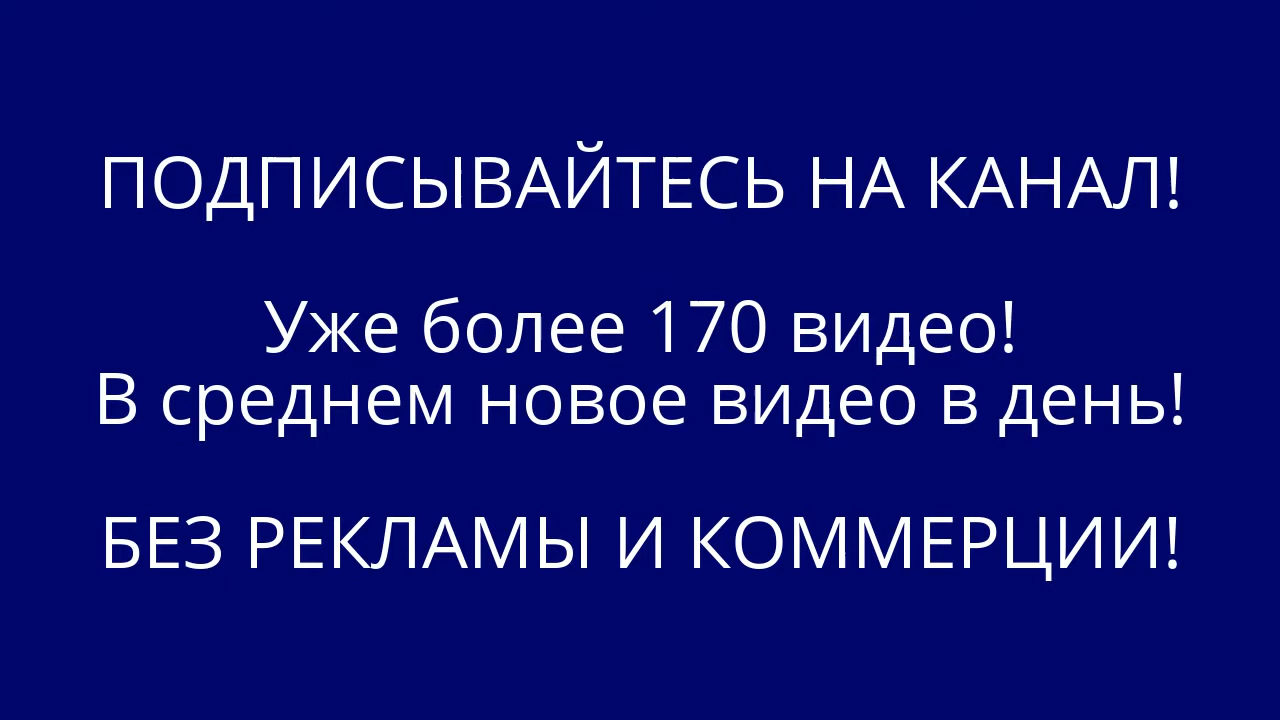 ПОДПИСЫВАЙТЕСЬ НА КАНАЛ!
Уже более 170 видео!
В среднем новое видео в день!
БЕЗ РЕКЛАМЫ И КОММЕРЦИИ!